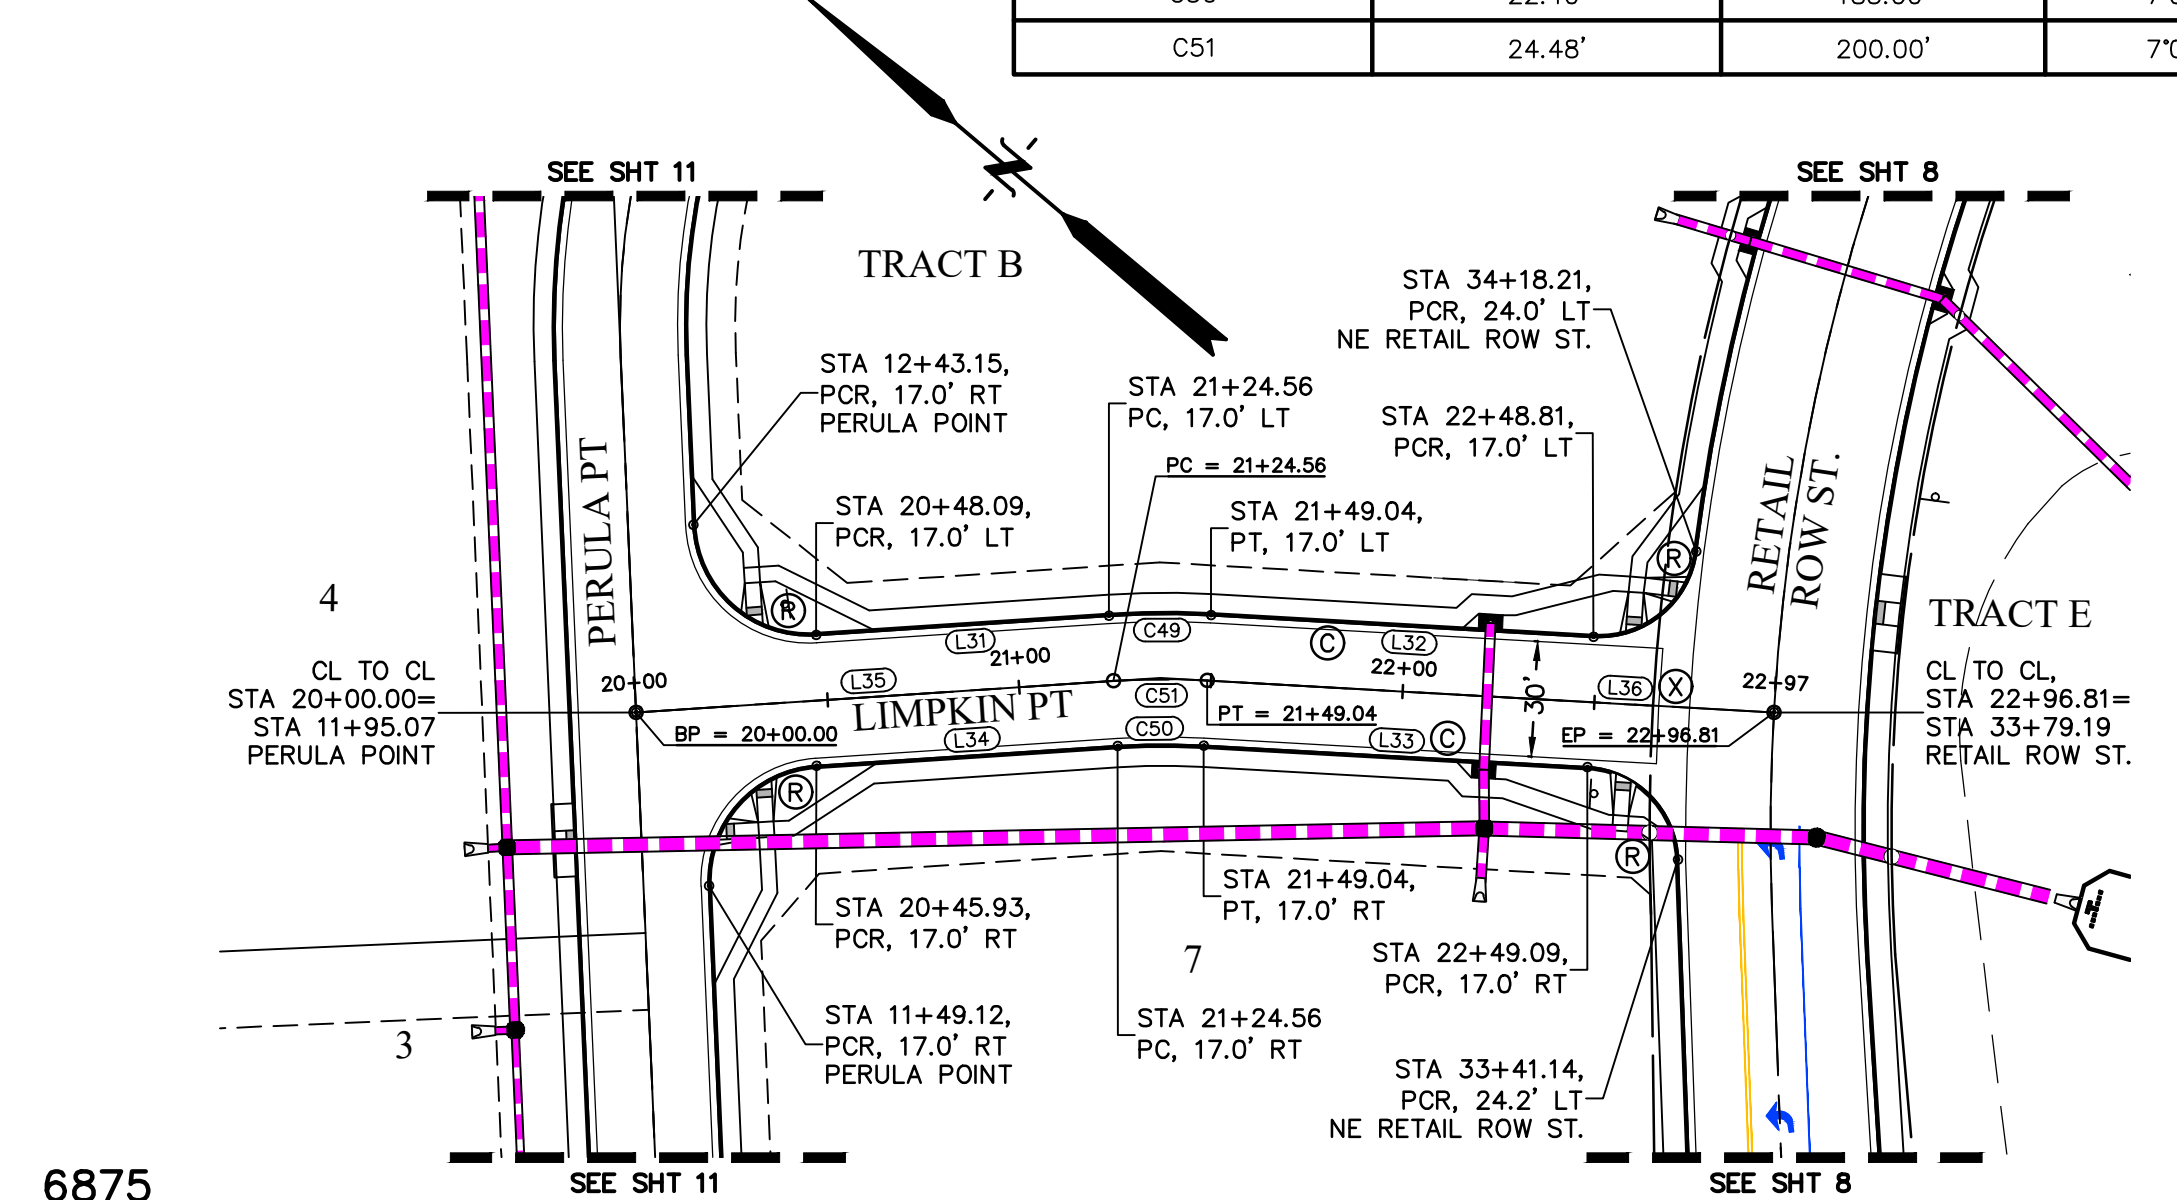 C51 24.48' 200.00'
SEE SHT 11
SEE SHT 8
TRACT B
STA 34+18.21,
PCR, 24.0' LT
NE RETAIL ROW ST.
STA 12+43.15,
PCR, 17.0' RT
PERULA POINT
STA 21+24.56
PC, 17.0' LT
STA 22+48.81,
PCR, 17.0' LT
PC = 21+24.56
STA 20+48.09,
PCR, 17.0' LT
STA 21+49.04,
PT, 17.0' LT
PERULA PT
RETAIL
ROW ST.
R
R
4
TRACT E
L31
C49
C
L32
21+00
22+00
CL TO CL
STA 20+00.00=
STA 11+95.07
PERULA POINT
20+00
L35
C51
L36
X
22+97
CL TO CL,
STA 22+96.81=
STA 33+79.19
RETAIL ROW ST.
LIMPKIN PT
30'
BP = 20+00.00
PT = 21+49.04
EP = 22+96.81
L34
C50
L33
C
R
R
STA 20+45.93,
PCR, 17.0' RT
STA 21+49.04,
PT, 17.0' RT
7
STA 22+49.09,
PCR, 17.0' RT
3
STA 11+49.12,
PCR, 17.0' RT
PERULA POINT
STA 21+24.56
PC, 17.0' RT
STA 33+41.14,
PCR, 24.2' LT
NE RETAIL ROW ST.
6875
SEE SHT 11
SEE SHT 8